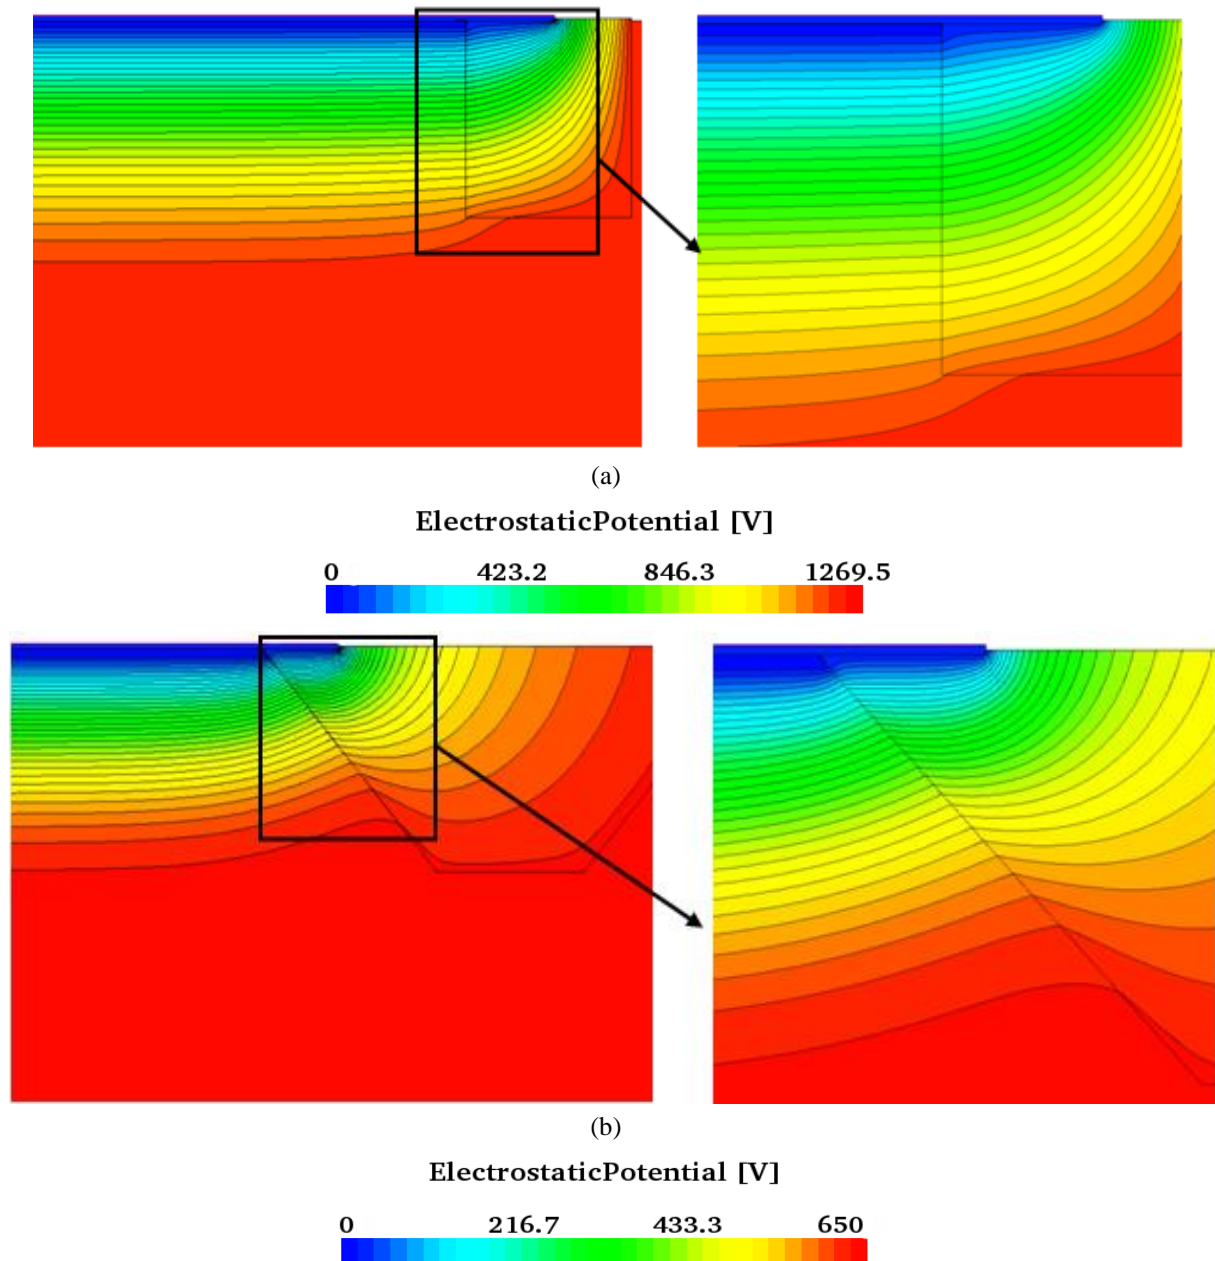 (a)
ElectrostaticPotential [V]
0 423.2 846.3 1269.5
(b)
ElectrostaticPotential [V]
0 216.7 433.3 650